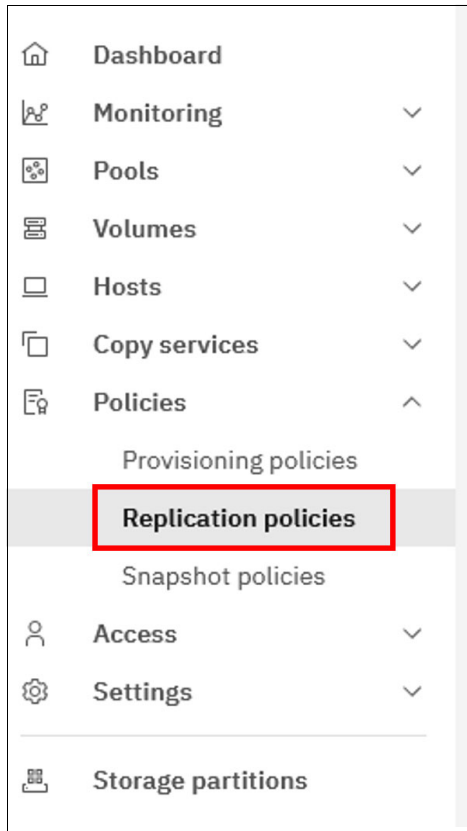 Dashboard
Monitoring
Pools
Volumes
Hosts
Copy services
Policies
Provisioning policies
Replication policies
Snapshot policies
Access
Settings
Storage partitions